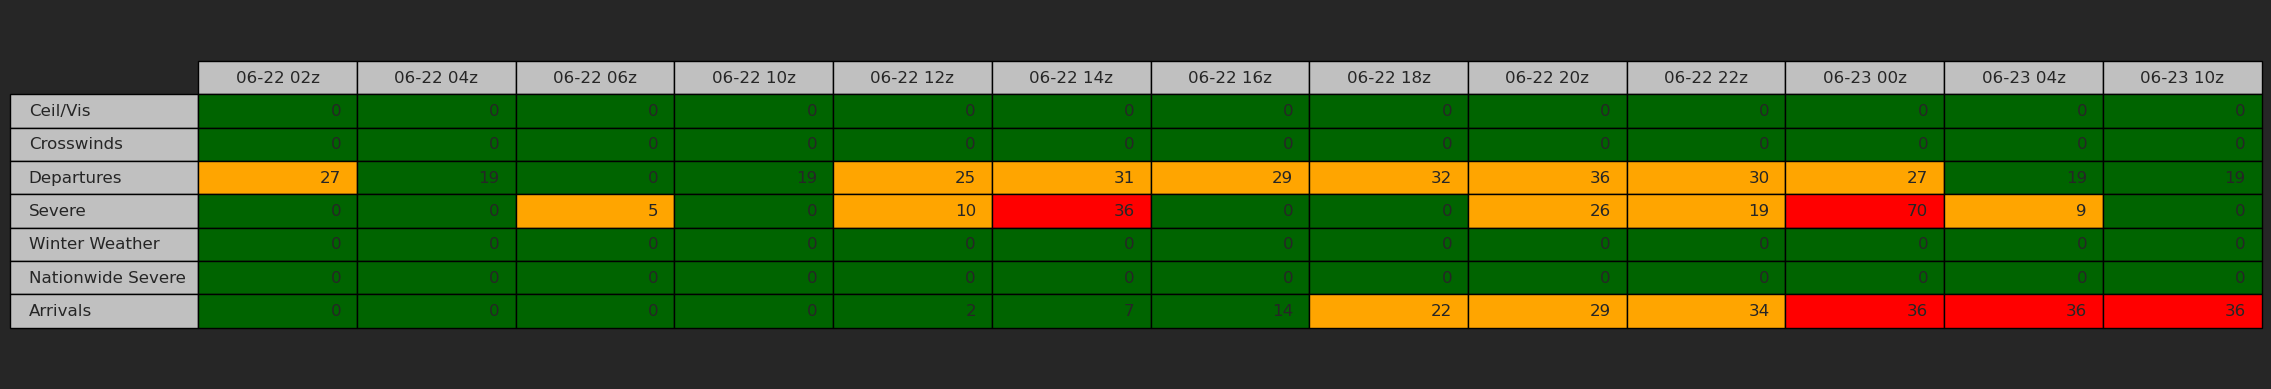 06-22 02z 06-22 04z 06-22 06z 06-22 10z 06-22 12z 06-22 14z 06-22 16z 06-22 18z 06-22 20z 06-22 22z 06-23 00z 06-23 04z 06-23 10z
Ceil/Vis 0 0 0 0 0 0 0 0 0 0 0 0 0
Crosswinds 0 0 0 0 0 0 0 0 0 0 0 0 0
Departures 27 19 0 19 25 31 29 32 36 30 27 19 19
Severe 0 0 5 0 10 36 0 0 26 19 70 9 0
Winter Weather 0 0 0 0 0 0 0 0 0 0 0 0 0
Nationwide Severe 0 0 0 0 0 0 0 0 0 0 0 0 0
Arrivals 0 0 0 0 2 7 14 22 29 34 36 36 36